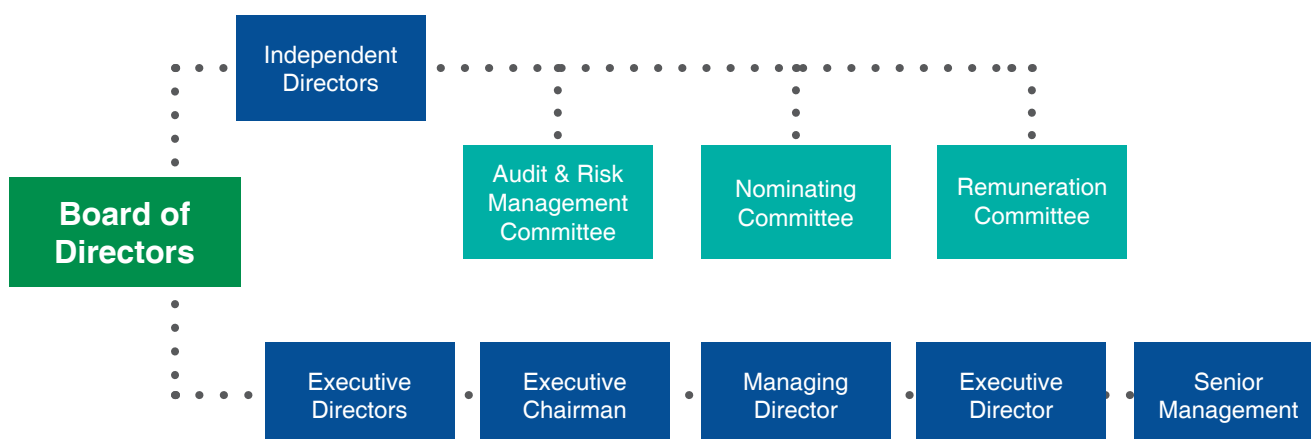 Independent
Directors
Audit & Risk
Management
Committee
Nominating
Committee
Remuneration
Committee
Board of
Directors
Executive
Directors
Executive
Chairman
Managing
Director
Executive
Director
Senior
Management